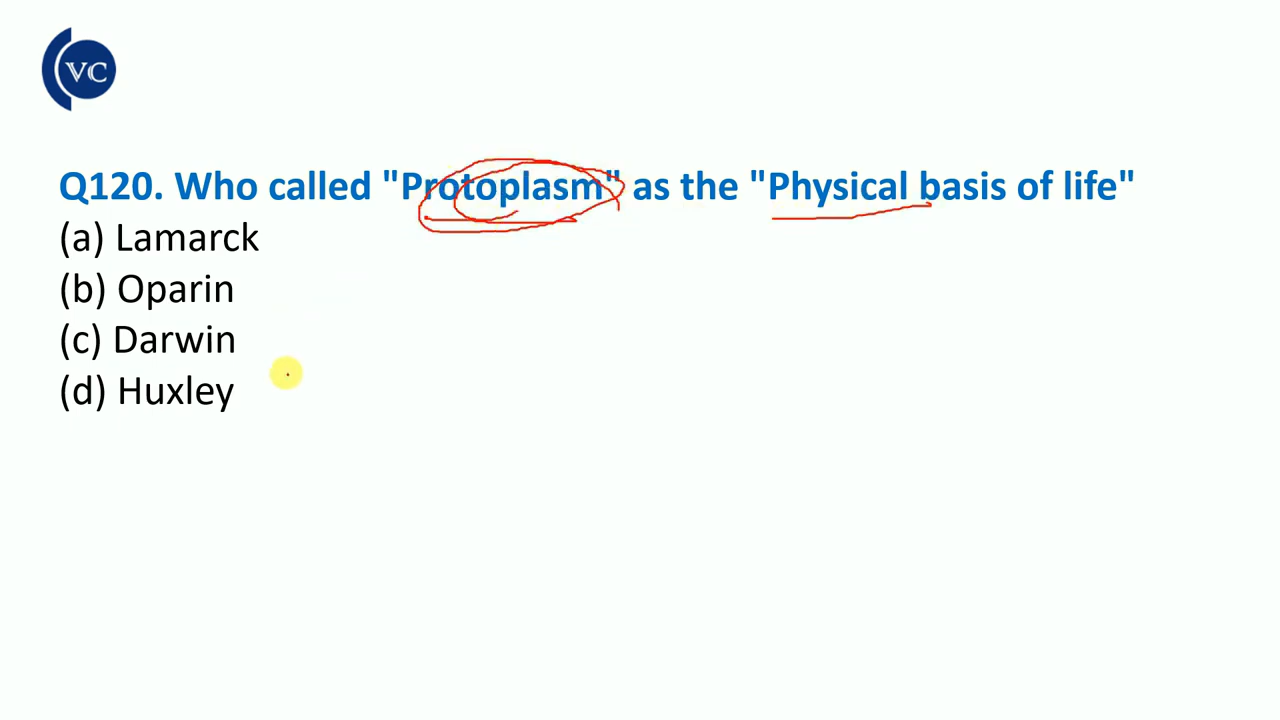 VC
Q120. Who called "Protoplasm" as the "Physical basis of life"
(a) Lamarck
(b) Oparin
(c) Darwin
(d) Huxley